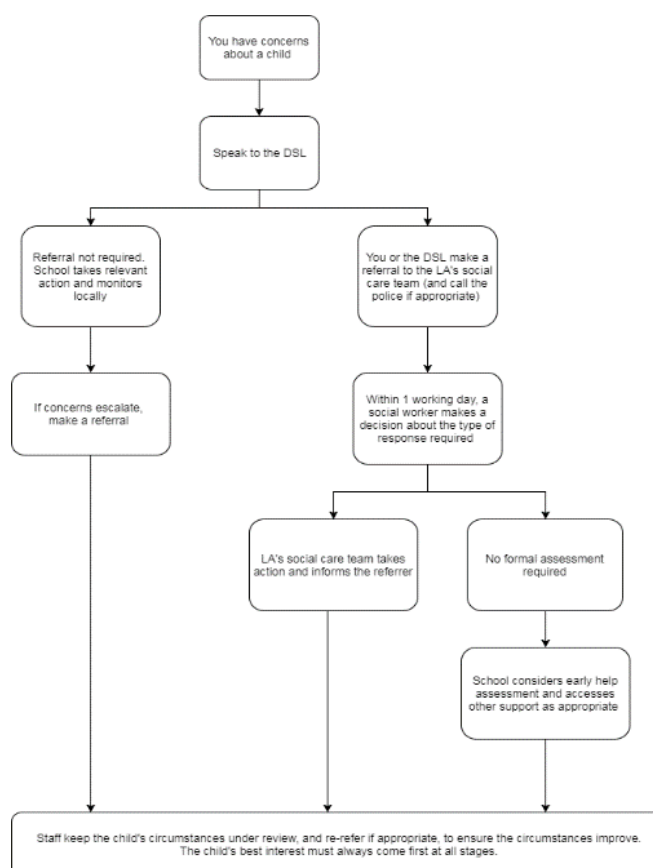 You have concerns
about a child
Speak to the DSL
Referral not required.
School takes relevant
action and monitors
locally
You or the DSL make a
referral to the LA's social
care team (and call the
police if appropriate)
If concerns escalate,
make a referral
Within 1 working day, a
social worker makes a
decision about the type of
response required
LA's social care team takes
action and informs the referrer
No formal assessment
required
School considers early help
assessment and accesses
other support as appropriate
Staff keep the child's circumstances under review, and re-refer if appropriate, to ensure the circumstances improve.
The child's best interest must always come first at all stages.